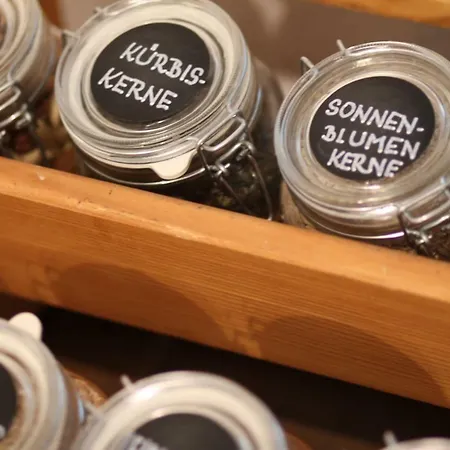 KÜRBIS-
KERNE
SONNEN-
BLUMEN
KERNE